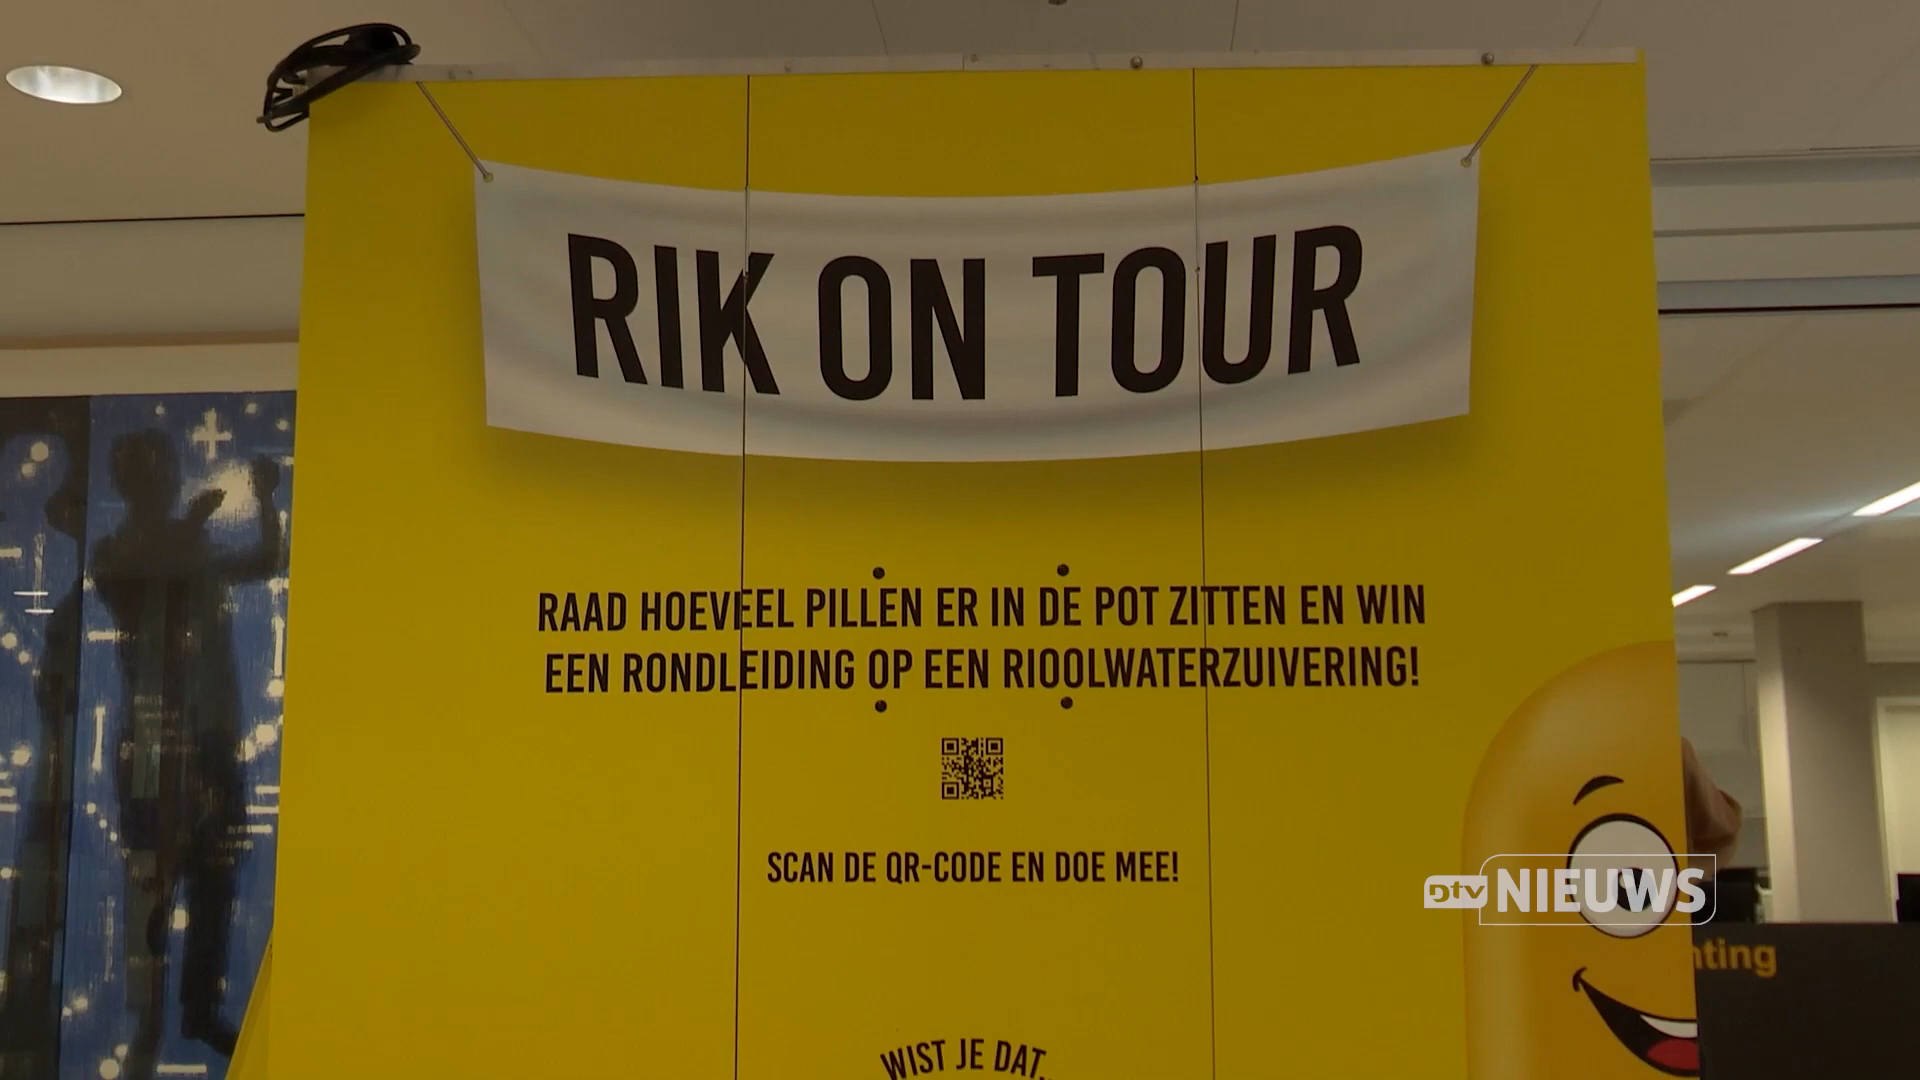 RIK ON TOUR
RAAD HOEVEEL PILLEN ER IN DE POT ZITTEN EN WIN
EEN RONDLEIDING OP EEN RIOOLWATERZUIVERING!
SCAN DE QR-CODE EN DOE MEE!
DTV NIEUWS
nting
WIST JE DAT..